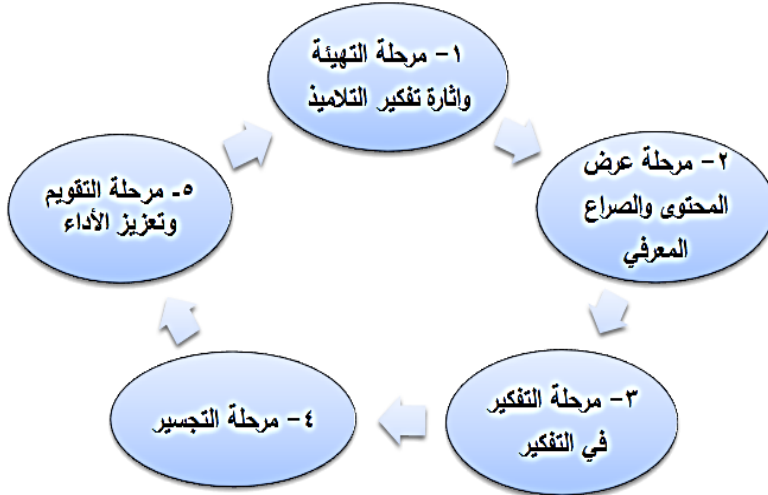 ١- مرحلة التهيئة
واثارة تفكير التلاميذ
٢- مرحلة عرض
المحتوى والصراع
المعرفي
٣- مرحلة التفكير
في التفكير
٤- مرحلة التجسير
٥- مرحلة التقويم
وتعزيز الأداء